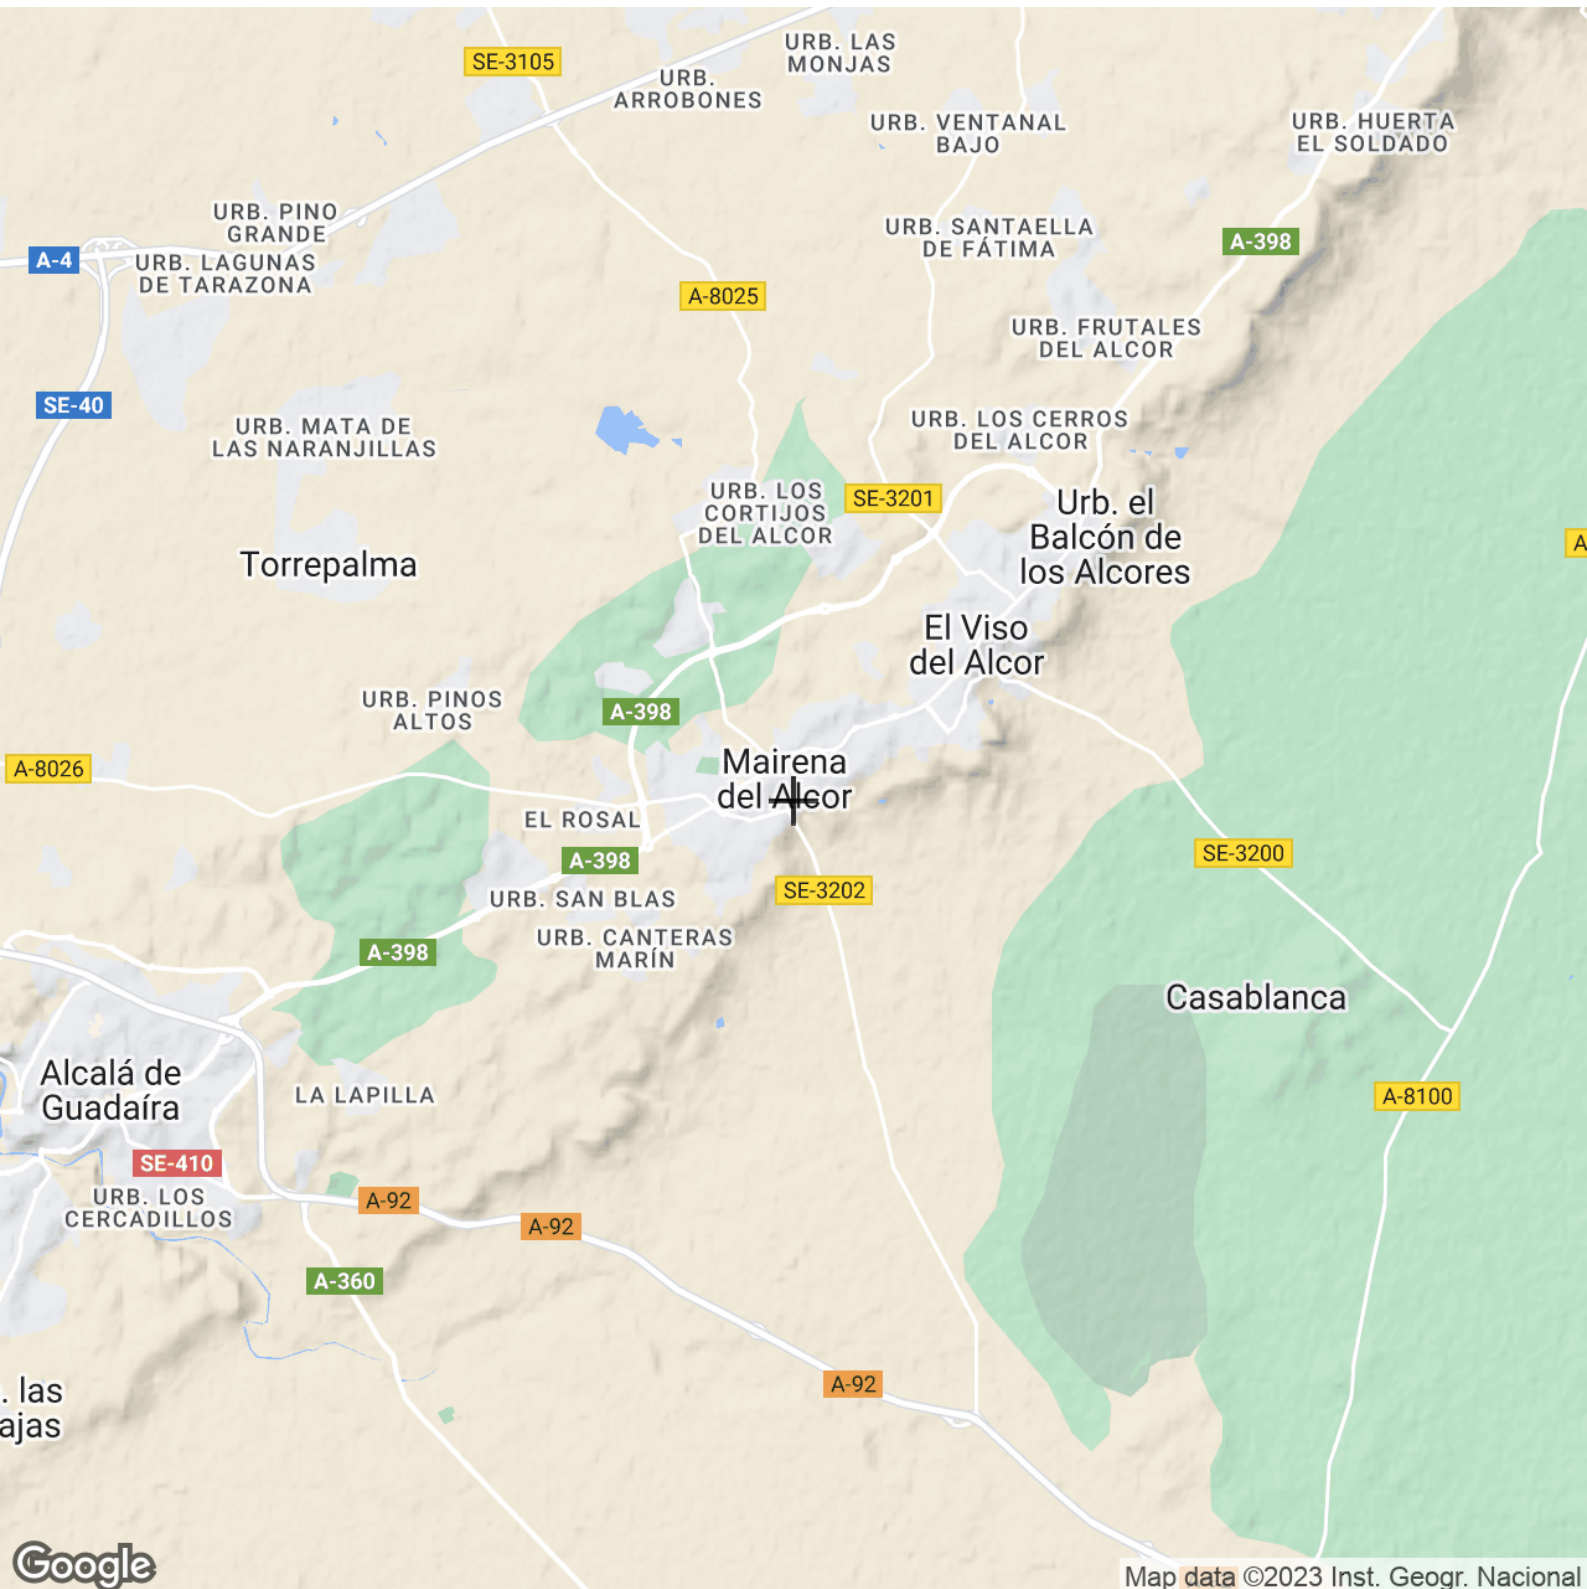 URB. LAS
MONJAS
SE-3105
URB.
ARROBONES
URB. VENTANAL
BAJO
URB. HUERTA
EL SOLDADO
URB. PINO
GRANDE
URB. SANTAELLA
DE FÁTIMA
A-398
A-4
URB. LAGUNAS
DE TARAZONA
A-8025
URB. FRUTALES
DEL ALCOR
SE-40
URB. MATA DE
LAS NARANJILLAS
URB. LOS CERROS
DEL ALCOR
URB. LOS
CORTIJOS
DEL ALCOR
SE-3201
Urb. el
Balcón de
los Alcores
A
Torrepalma
El Viso
del Alcor
URB. PINOS
ALTOS
A-398
A-8026
Mairena
del Alcor
EL ROSAL
A-398
SE-3200
SE-3202
URB. SAN BLAS
URB. CANTERAS
MARÍN
A-398
Casablanca
Alcalá de
Guadaíra
LA LAPILLA
A-8100
SE-410
URB. LOS
CERCADILLOS
A-92
A-92
A-360
A-92
. las
ajas
Google
Map data ©2023 Inst. Geogr. Nacional